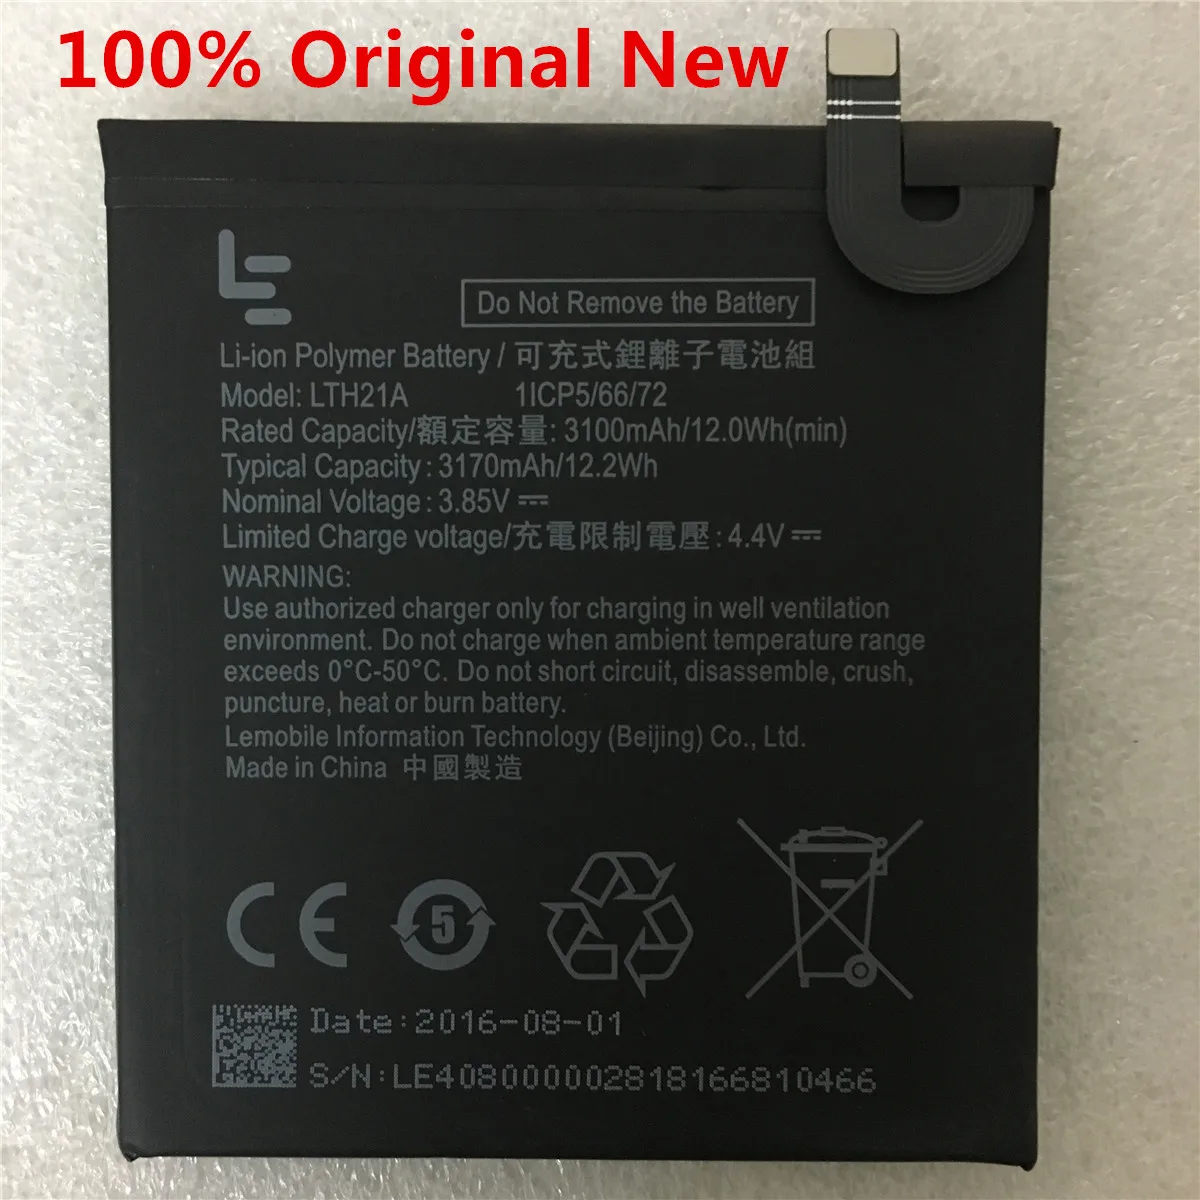 100% Original New
LE
Do Not Remove the Battery
Li-ion Polymer Battery / 可充式鋰離子電池組
Model: LTH21A 1ICP5/66/72
Rated Capacity/額定容量: 3100mAh/12.0Wh(min)
Typical Capacity : 3170mAh/12.2Wh
Nominal Voltage : 3.85V
Limited Charge voltage/充電限制電壓: 4.4V
WARNING:
Use authorized charger only for charging in well ventilation
environment. Do not charge when ambient temperature range
exceeds 0°C-50°C. Do not short circuit, disassemble, crush,
puncture, heat or burn battery.
Lemobile Information Technology (Beijing) Co., Ltd.
Made in China 中國製造
CE 5
Date:2016-08-01
S/N:LE408000002818166810466